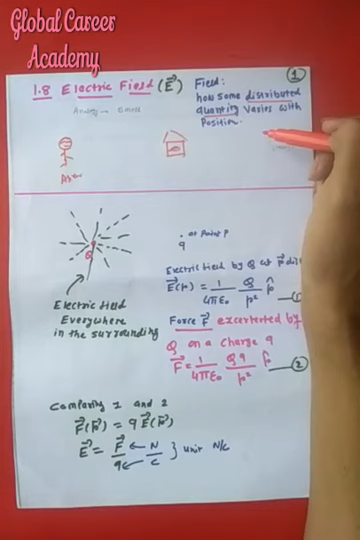 Global Career
Academy
1.8 Electric Field (E⃗)
Field: ①
how some distributed
quantity varies with
Position.
Q
. at Point P
q
Electric field by Q at r⃗
E⃗(r) = 1/4πε₀ Q/r² r̂ —①
Electric field
Everywhere
in the surrounding
Force F⃗ excerterted by
Q on a charge q
F⃗ = 1/4πε₀ Qq/r² r̂ ②
Comparing 1 and 2
F⃗(r⃗) = q E⃗(r⃗)
E⃗ = F⃗/q ← N/C } unit N/C